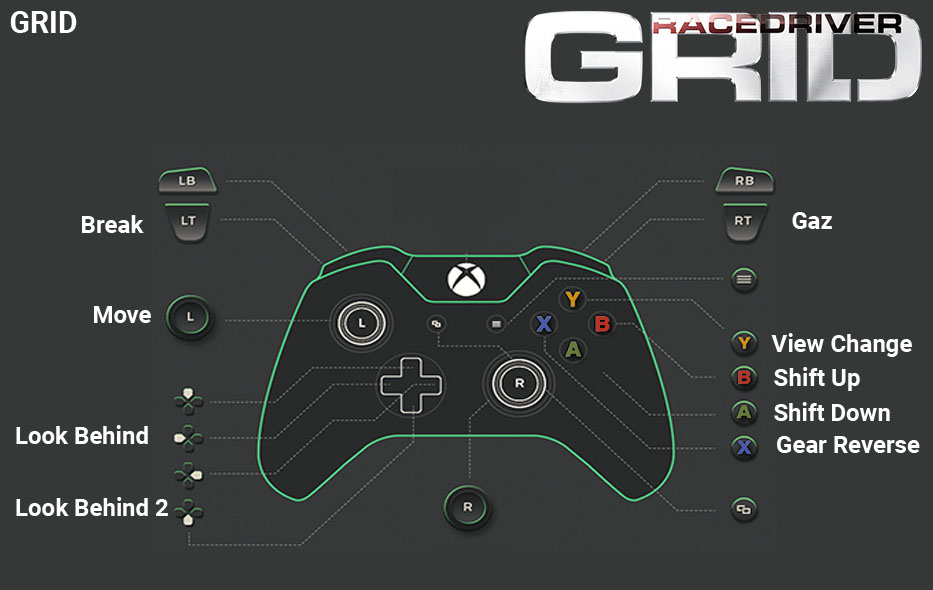 GRID
RACEDRIVER
GRID
LB
RB
LT
RT
Break
Gaz
Move
L
L
Y
X
B
A
R
Y View Change
B Shift Up
A Shift Down
X Gear Reverse
Look Behind
Look Behind 2
R